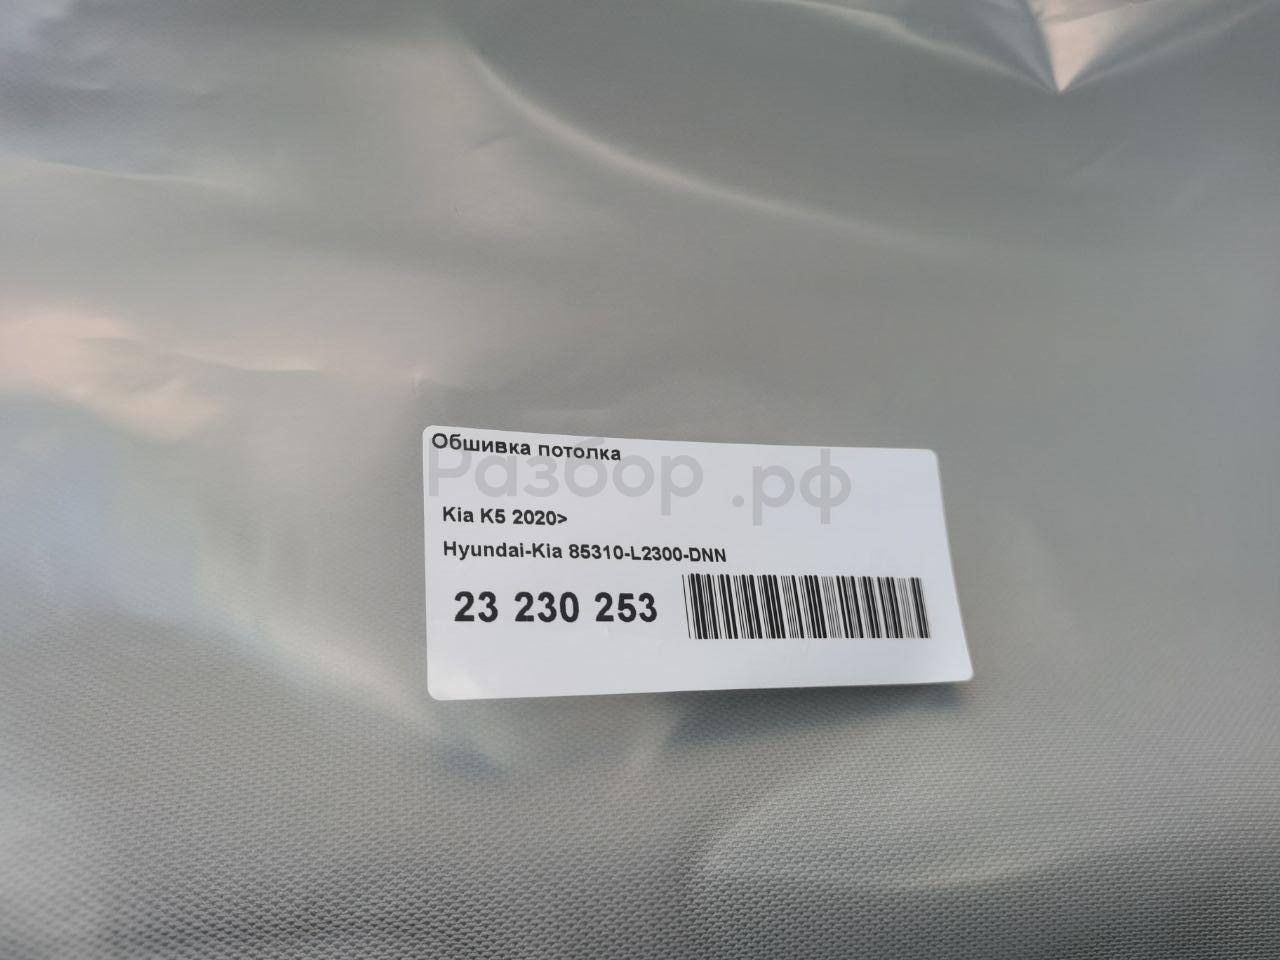 Обшивка потолка
Разбор.рф
Kia K5 2020>
Hyundai-Kia 85310-L2300-DNN
23 230 253